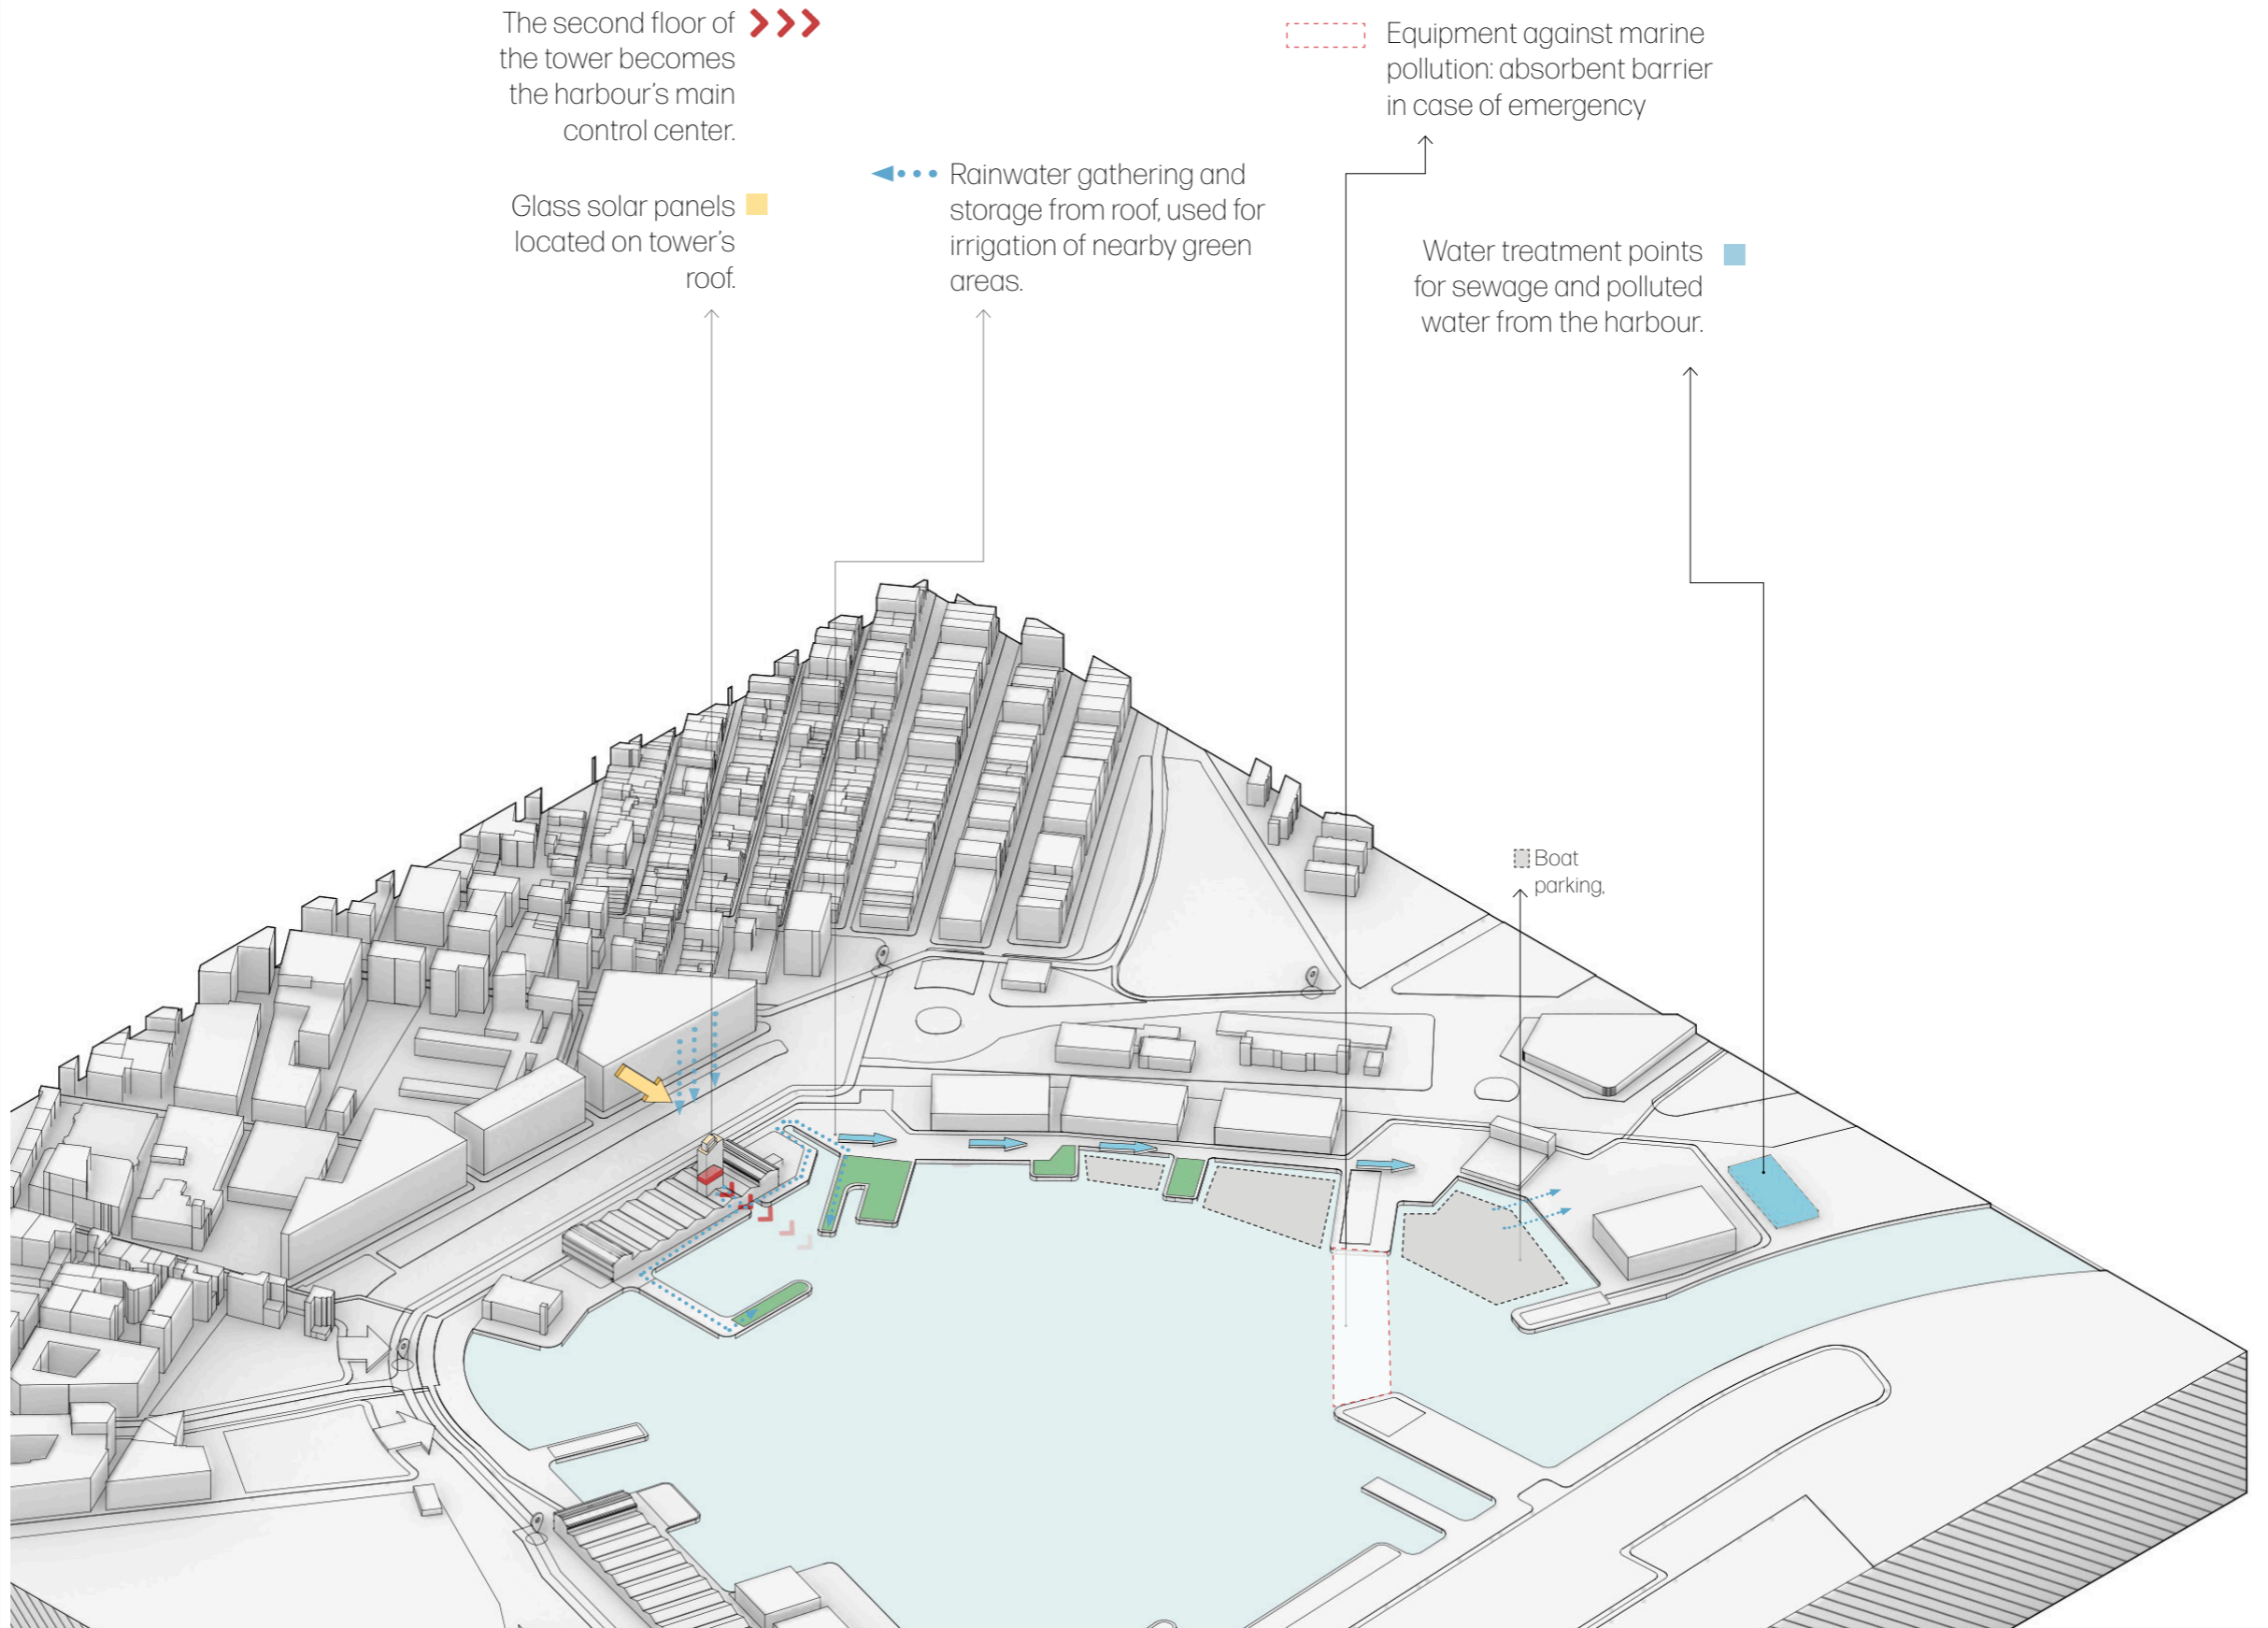 The second floor of
the tower becomes
the harbour's main
control center.
Glass solar panels
located on tower's
roof.
Rainwater gathering and
storage from roof, used for
irrigation of nearby green
areas.
Equipment against marine
pollution: absorbent barrier
in case of emergency
Water treatment points
for sewage and polluted
water from the harbour.
Boat
parking,